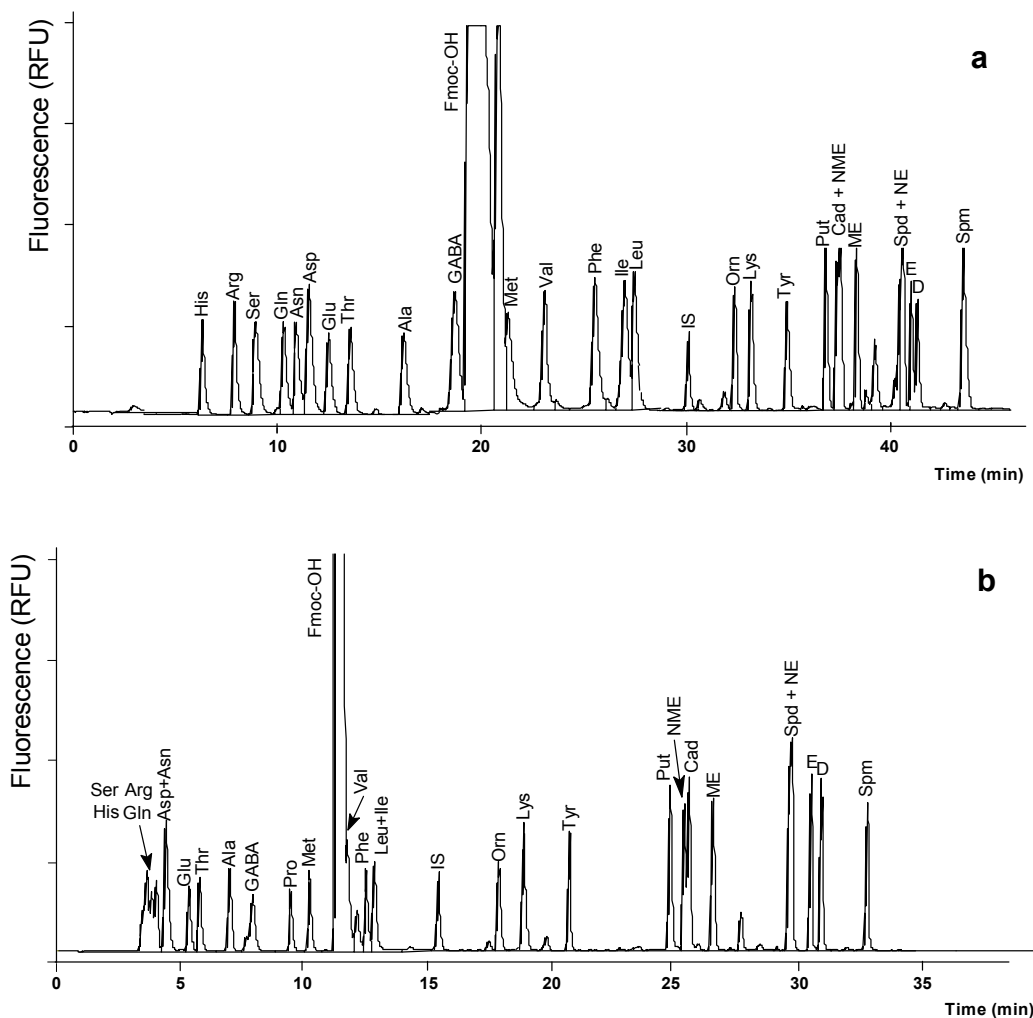 a
Fluorescence (RFU)
His
Arg
Ser
Gln
Asn
Asp
Glu
Thr
Ala
GABA
Fmoc-OH
Met
Val
Phe
Ile
Leu
IS
Orn
Lys
Tyr
Put
Cad + NME
ME
Spd + NE
E
D
Spm
0 10 20 30 40
Time (min)
b
Fluorescence (RFU)
Ser Arg
His Gln
Asp+Asn
Glu
Thr
Ala
GABA
Pro
Met
Fmoc-OH
Val
Phe
Leu+Ile
IS
Orn
Lys
Tyr
Put
NME
Cad
ME
Spd + NE
E
D
Spm
0 5 10 15 20 25 30 35
Time (min)